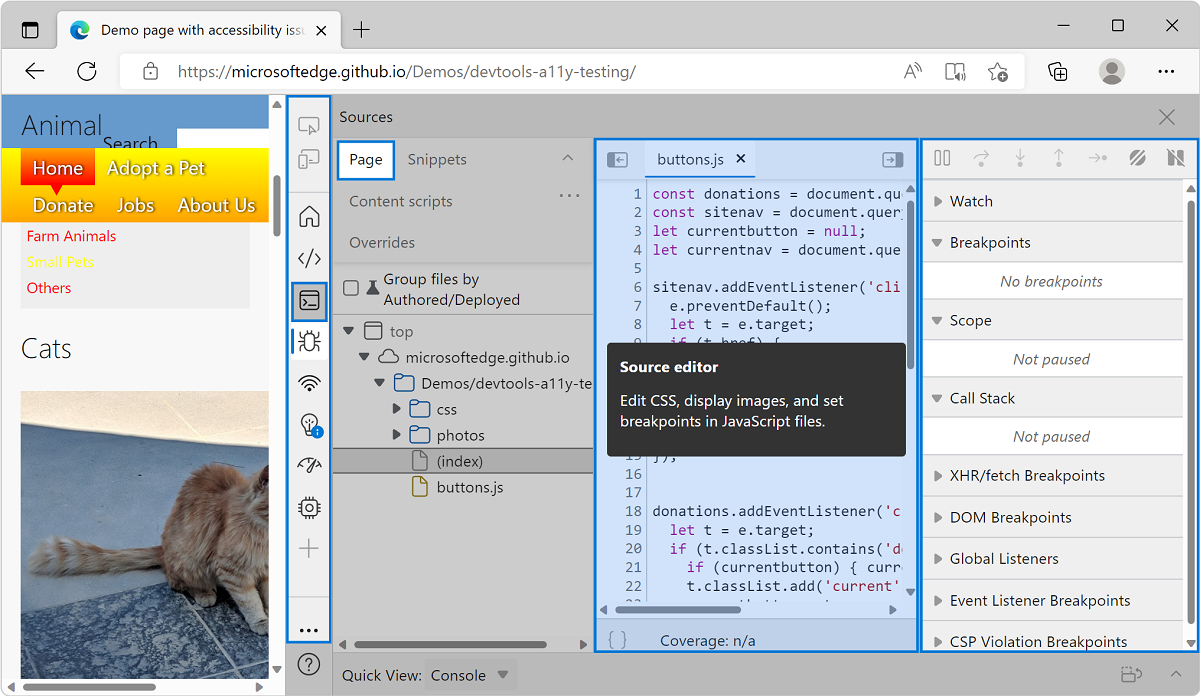 Demo page with accessibility issu
https://microsoftedge.github.io/Demos/devtools-a11y-testing/
Animal
Search
Home
Adopt a Pet
Donate
Jobs
About Us
Farm Animals
Small Pets
Others
Cats
Sources
Page
Snippets
Content scripts
Overrides
Group files by
Authored/Deployed
top
microsoftedge.github.io
Demos/devtools-a11y-te
css
photos
(index)
buttons.js
Quick View: Console
buttons.js
1 const donations = document.qu
2 const sitenav = document.query
3 let currentbutton = null;
4 let currentnav = document.que
5
6 sitenav.addEventListener('cli
7 e.preventDefault();
8 let t = e.target;
9 if (t.href) {
Source editor
Edit CSS, display images, and set
breakpoints in JavaScript files.
15 });
16
17
18 donations.addEventListener('c
19 let t = e.target;
20 if (t.classList.contains('do
21 if (currentbutton) { curre
22 t.classList.add('current'
{ } Coverage: n/a
Watch
Breakpoints
No breakpoints
Scope
Not paused
Call Stack
Not paused
XHR/fetch Breakpoints
DOM Breakpoints
Global Listeners
Event Listener Breakpoints
CSP Violation Breakpoints